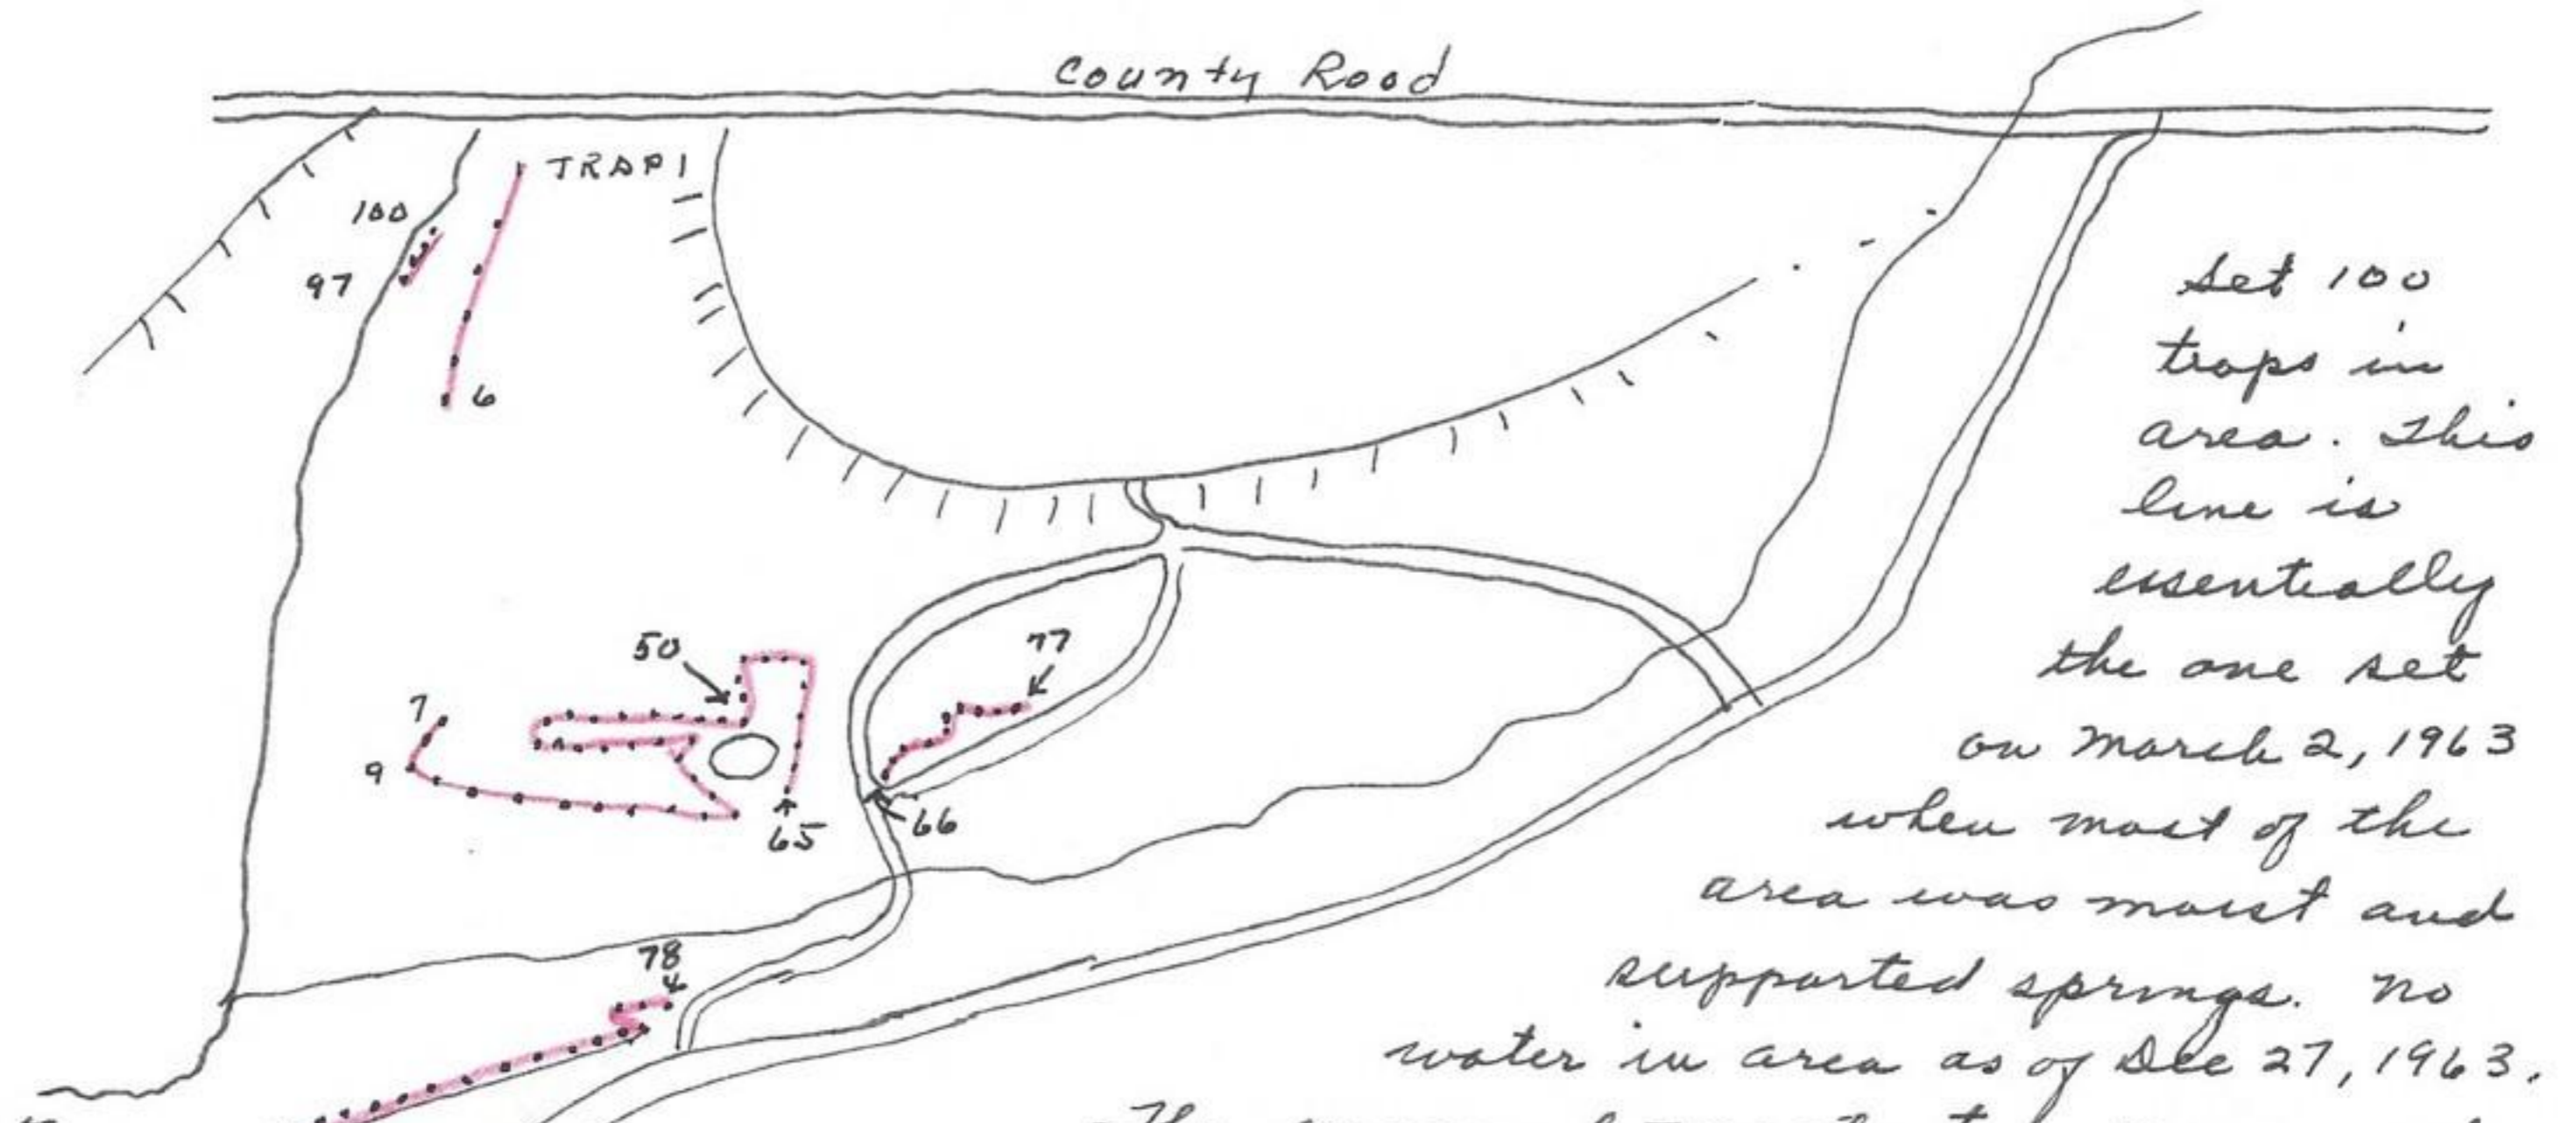 County Road
TRAP 1
100
97
6
50
77
7
9
65
66
78
Set 100
traps in
area. This
line is
essentially
the one set
on March 2, 1963
when most of the
area was moist and
supported springs. No
water in area as of Dec 27, 1963.